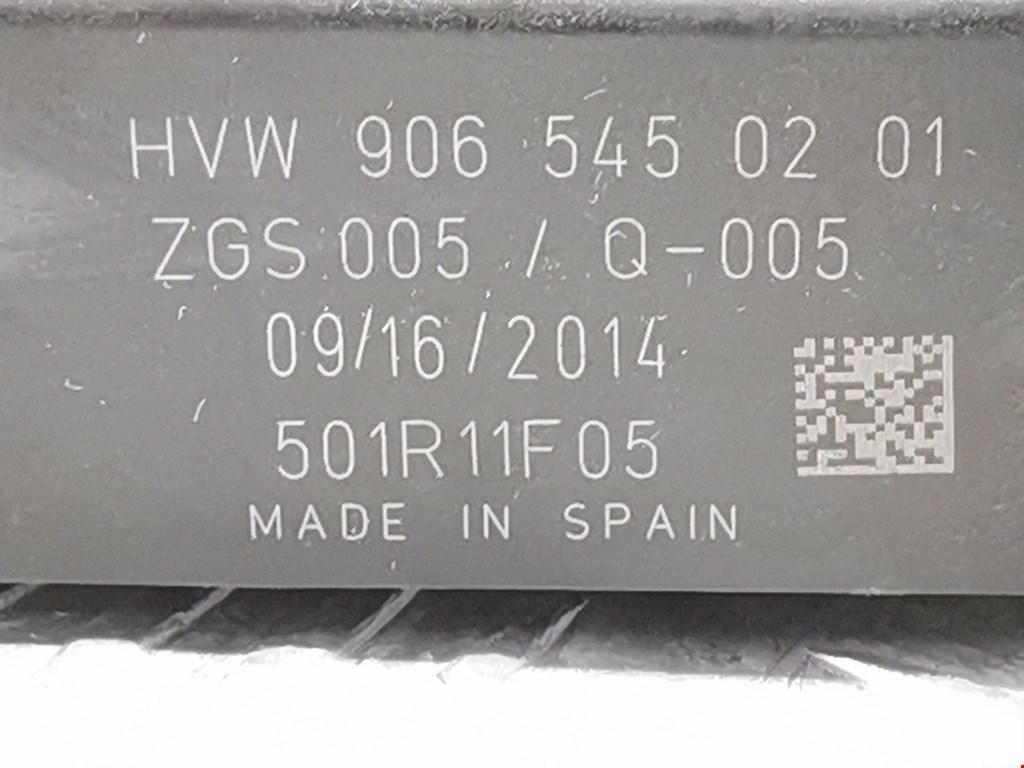 HVW 906 545 02 01
ZGS 005 / Q-005
09/16/2014
501R11F05
MADE IN SPAIN